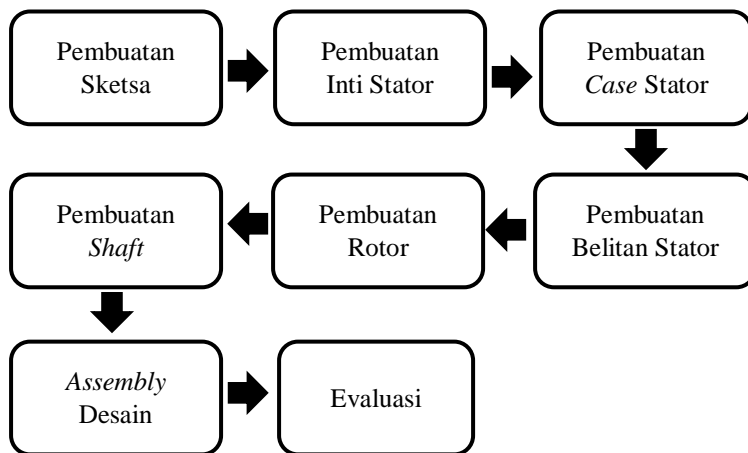 Pembuatan
Sketsa
Pembuatan
Inti Stator
Pembuatan
Case Stator
Pembuatan
Belitan Stator
Pembuatan
Rotor
Pembuatan
Shaft
Assembly
Desain
Evaluasi